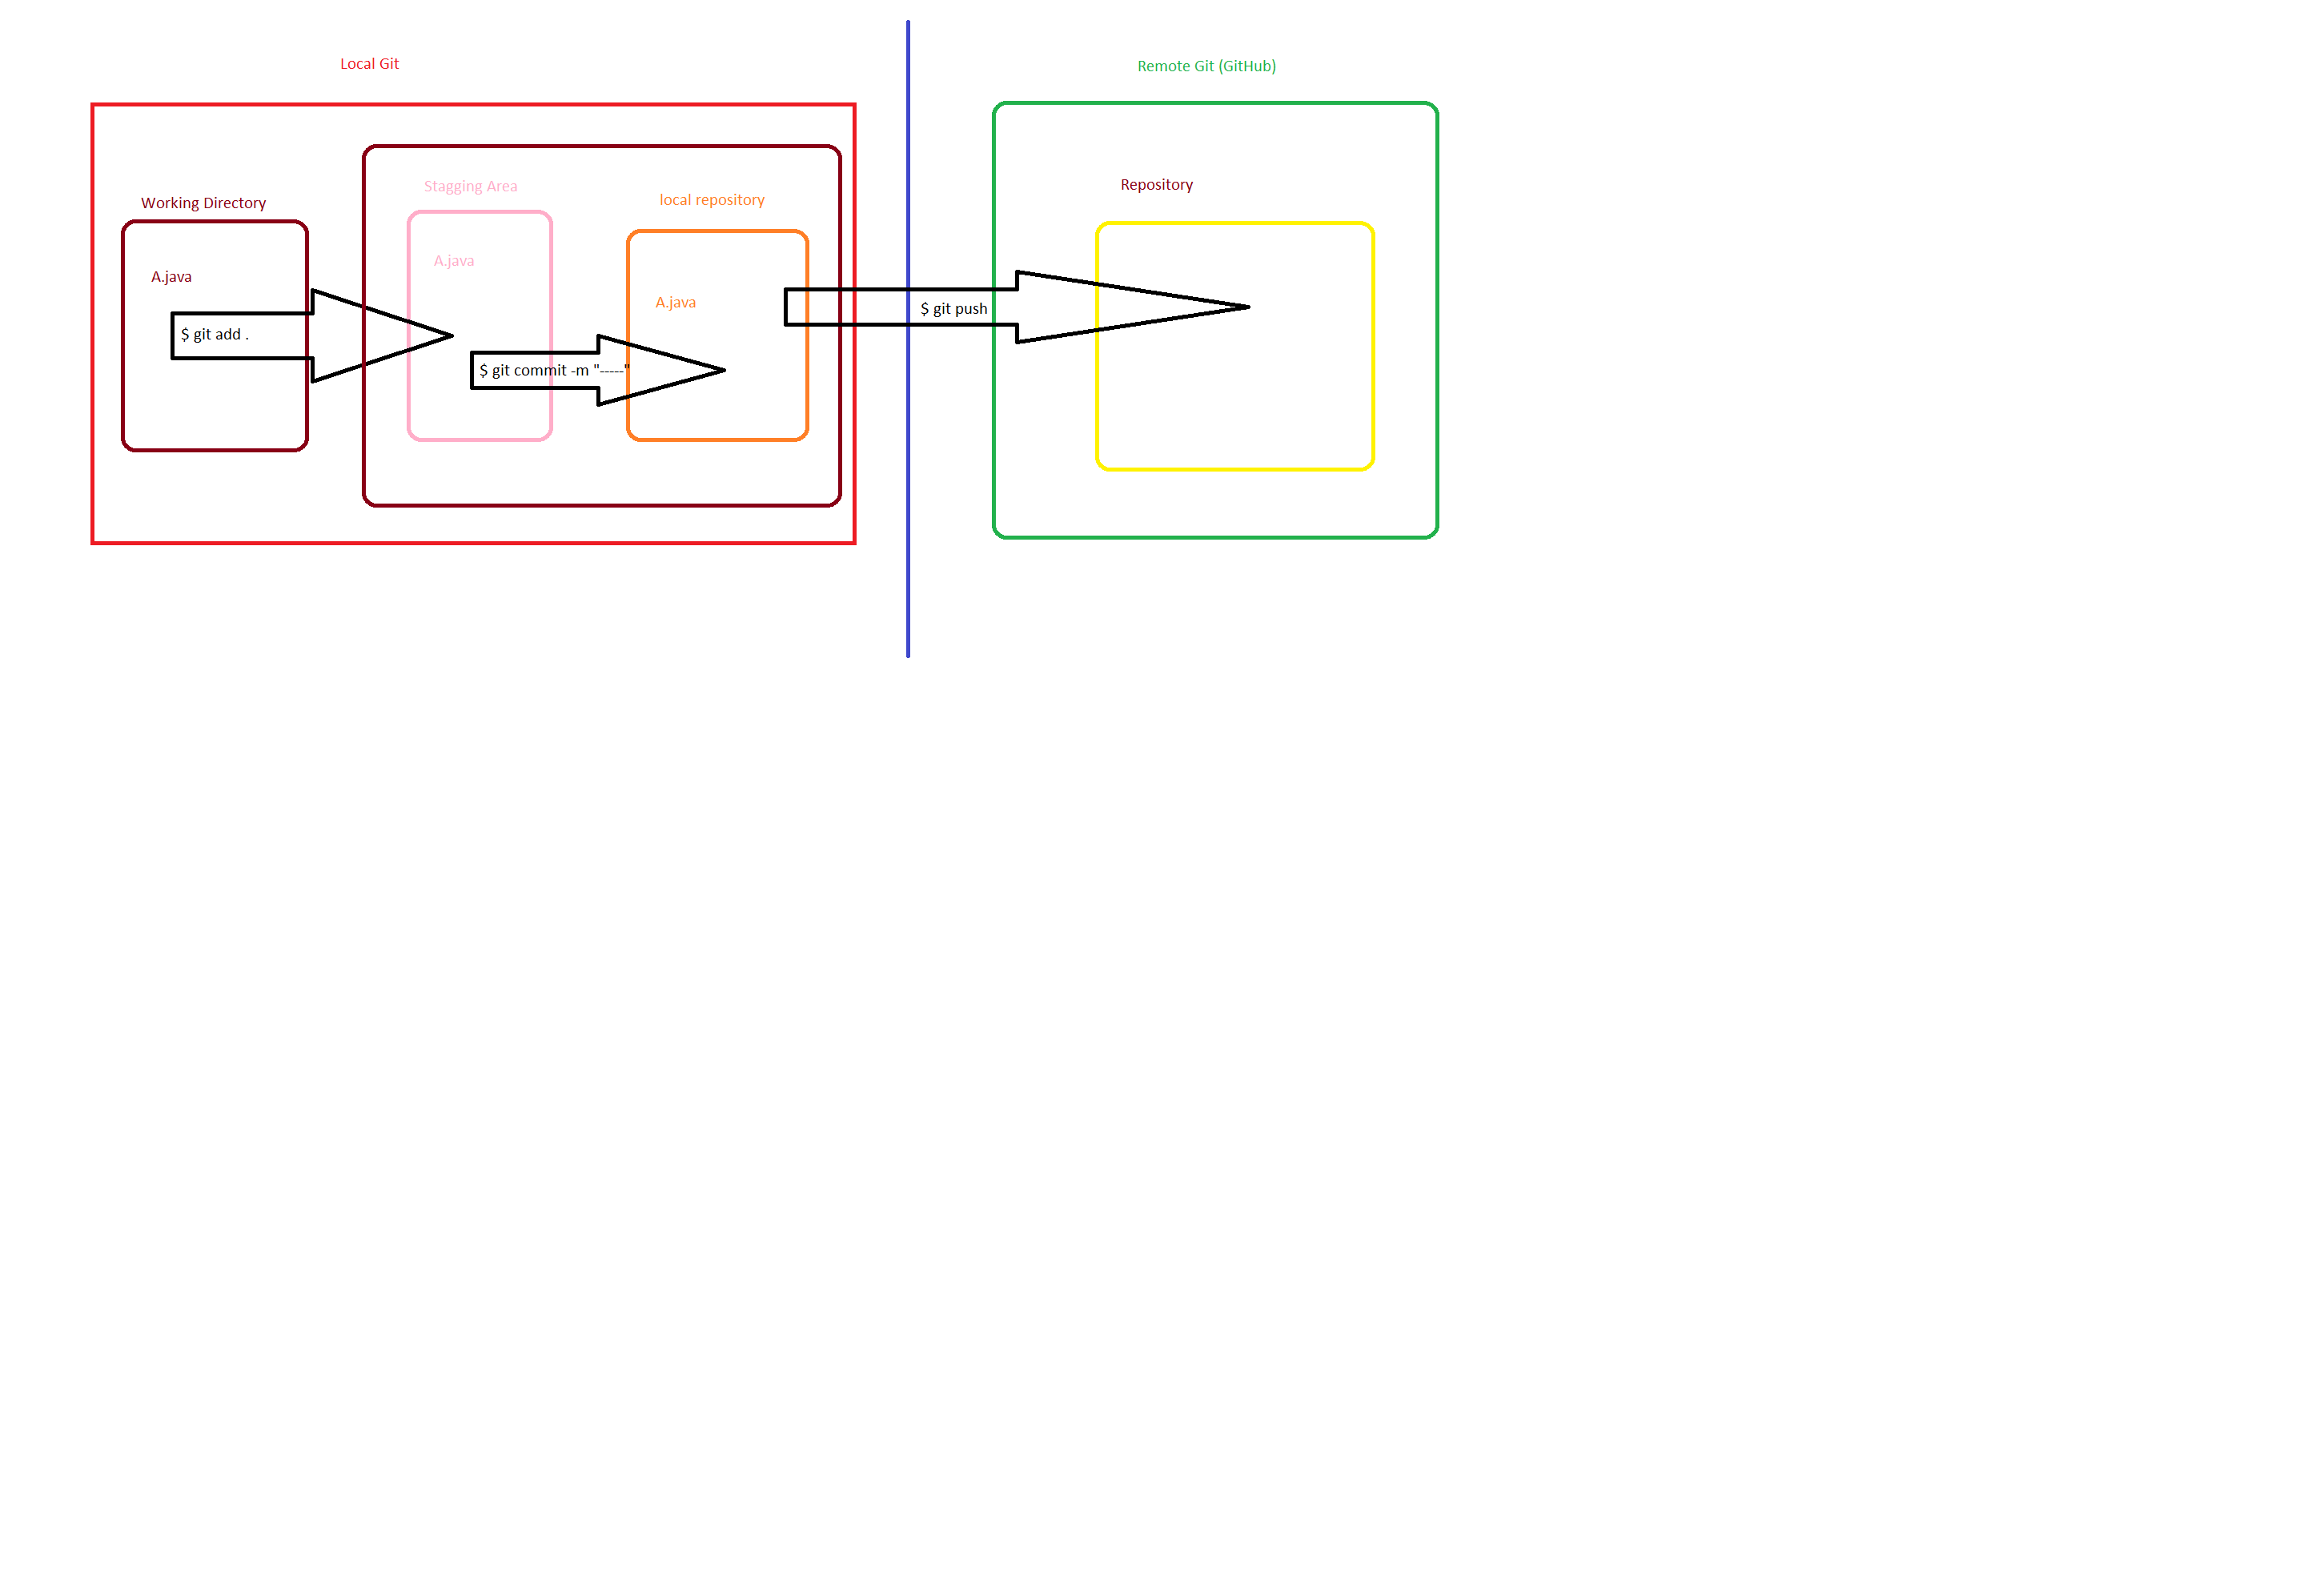 Local Git
Remote Git (GitHub)
Working Directory
Stagging Area
local repository
Repository
A.java
A.java
A.java
$ git add .
$ git commit -m "-----"
$ git push